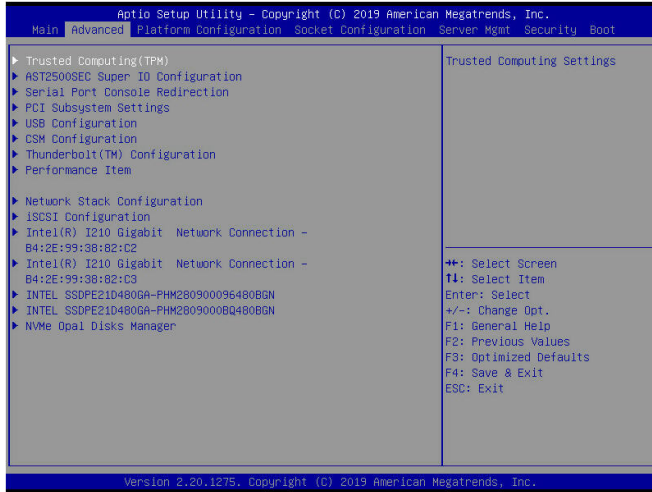 Aptio Setup Utility – Copyright (C) 2019 American Megatrends, Inc.
Main Advanced Platform Configuration Socket Configuration Server Mgmt Security Boot
Trusted Computing(TPM)
AST2500SEC Super IO Configuration
Serial Port Console Redirection
PCI Subsystem Settings
USB Configuration
CSM Configuration
Thunderbolt(TM) Configuration
Performance Item
Network Stack Configuration
iSCSI Configuration
Intel(R) I210 Gigabit Network Connection –
B4:2E:99:38:82:C2
Intel(R) I210 Gigabit Network Connection –
B4:2E:99:38:82:C3
INTEL SSDPE21D480GA-PHM280900096480BGN
INTEL SSDPE21D480GA-PHM2809000BQ480BGN
NVMe Opal Disks Manager
Trusted Computing Settings
→←: Select Screen
↑↓: Select Item
Enter: Select
+/-: Change Opt.
F1: General Help
F2: Previous Values
F3: Optimized Defaults
F4: Save & Exit
ESC: Exit
Version 2.20.1275. Copyright (C) 2019 American Megatrends, Inc.